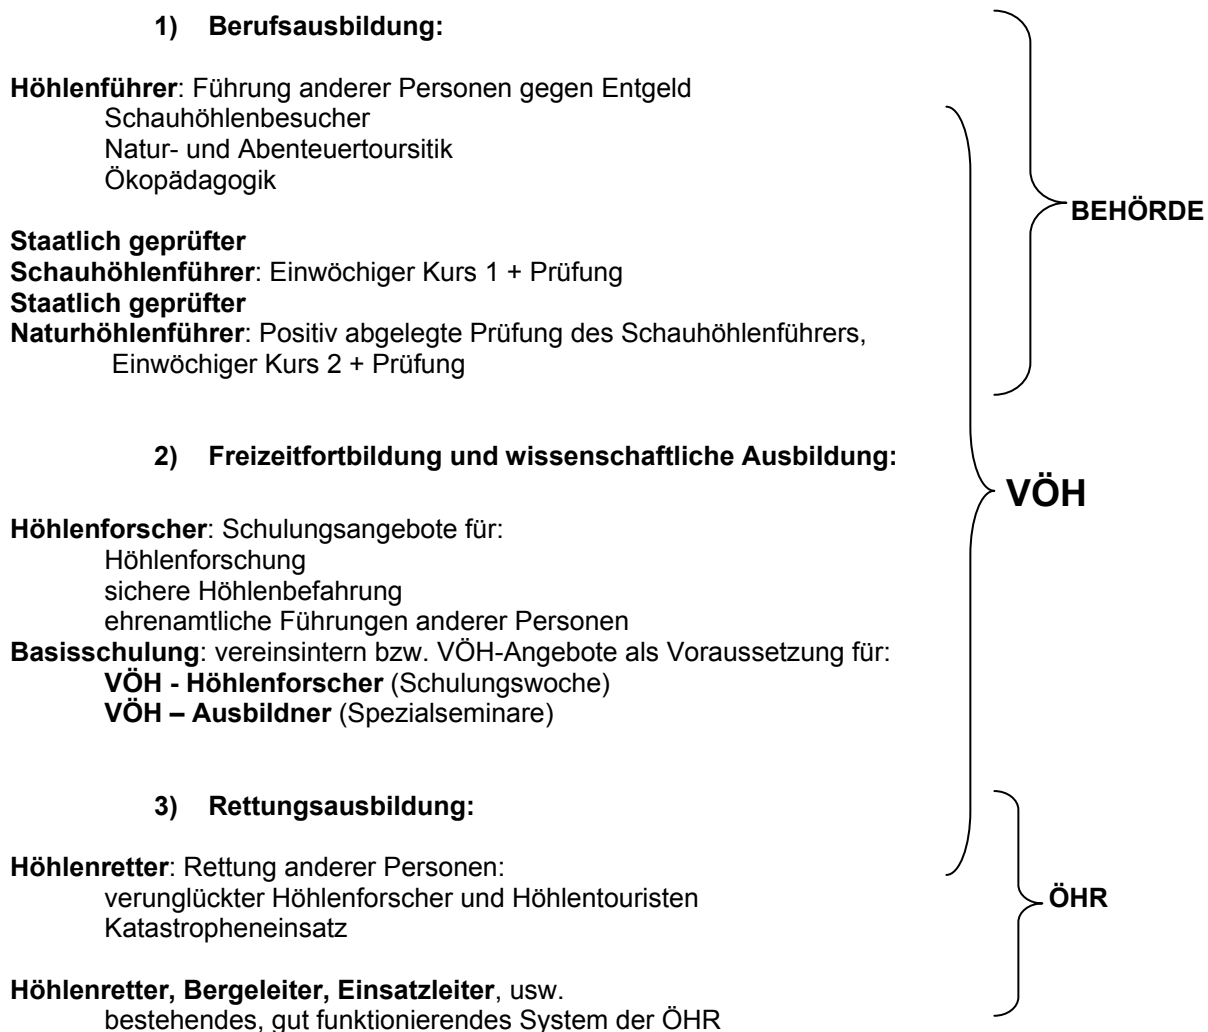 1) Berufsausbildung:
Höhlenführer: Führung anderer Personen gegen Entgeld
Schauhöhlenbesucher
Natur- und Abenteuertoursitik
Ökopädagogik
BEHÖRDE
Staatlich geprüfter
Schauhöhlenführer: Einwöchiger Kurs 1 + Prüfung
Staatlich geprüfter
Naturhöhlenführer: Positiv abgelegte Prüfung des Schauhöhlenführers,
Einwöchiger Kurs 2 + Prüfung
2) Freizeitfortbildung und wissenschaftliche Ausbildung:
VÖH
Höhlenforscher: Schulungsangebote für:
Höhlenforschung
sichere Höhlenbefahrung
ehrenamtliche Führungen anderer Personen
Basisschulung: vereinsintern bzw. VÖH-Angebote als Voraussetzung für:
VÖH - Höhlenforscher (Schulungswoche)
VÖH – Ausbildner (Spezialseminare)
3) Rettungsausbildung:
Höhlenretter: Rettung anderer Personen:
verunglückter Höhlenforscher und Höhlentouristen
ÖHR
Katastropheneinsatz
Höhlenretter, Bergeleiter, Einsatzleiter, usw.
bestehendes, gut funktionierendes System der ÖHR